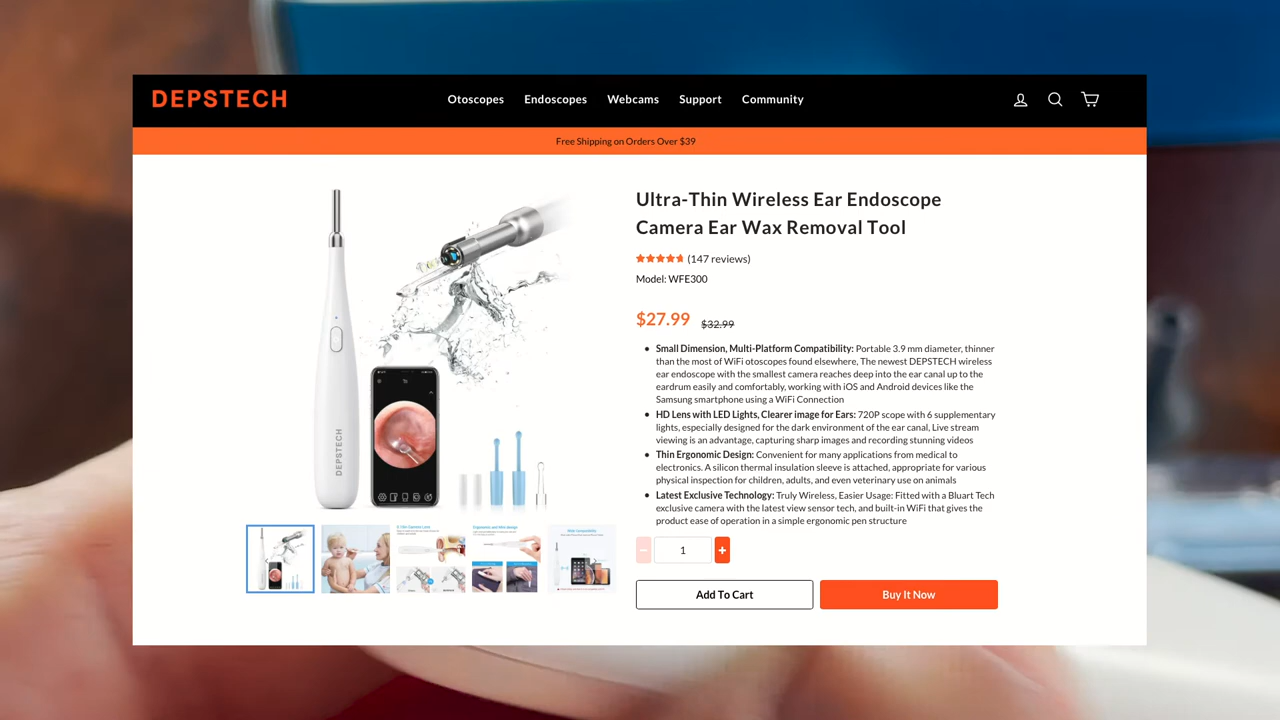 DEPSTECH
Otoscopes Endoscopes Webcams Support Community
Free Shipping on Orders Over $39
Ultra-Thin Wireless Ear Endoscope
Camera Ear Wax Removal Tool
(147 reviews)
Model: WFE300
$27.99 $32.99
Small Dimension, Multi-Platform Compatibility: Portable 3.9 mm diameter, thinner
than the most of WiFi otoscopes found elsewhere, The newest DEPSTECH wireless
ear endoscope with the smallest camera reaches deep into the ear canal up to the
eardrum easily and comfortably, working with iOS and Android devices like the
Samsung smartphone using a WiFi Connection
HD Lens with LED Lights, Clearer image for Ears: 720P scope with 6 supplementary
lights, especially designed for the dark environment of the ear canal, Live stream
viewing is an advantage, capturing sharp images and recording stunning videos
Thin Ergonomic Design: Convenient for many applications from medical to
electronics. A silicon thermal insulation sleeve is attached, appropriate for various
physical inspection for children, adults, and even veterinary use on animals
Latest Exclusive Technology: Truly Wireless, Easier Usage: Fitted with a Bluart Tech
exclusive camera with the latest view sensor tech, and built-in WiFi that gives the
product ease of operation in a simple ergonomic pen structure
1
Add To Cart
Buy It Now
DEPSTECH